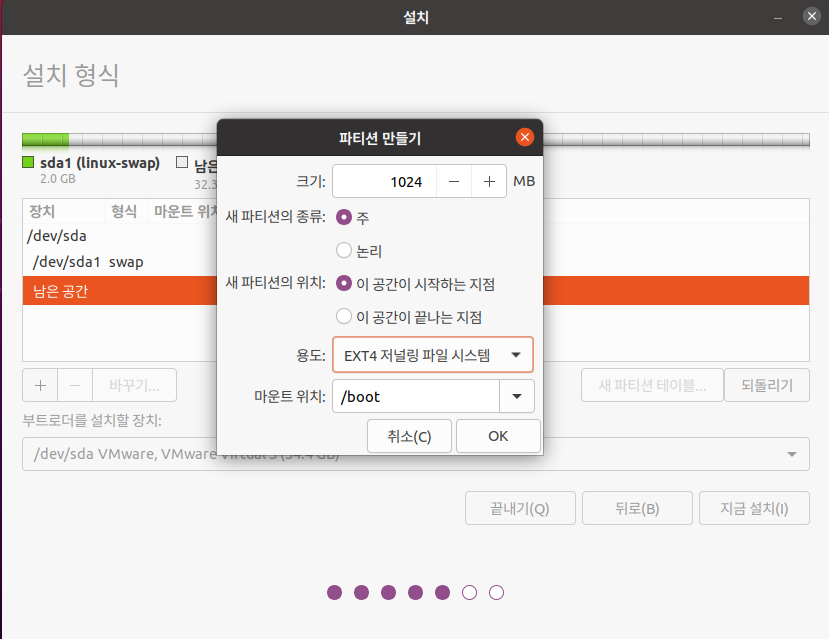 설치
설치 형식
sda1 (linux-swap)
2.0 GB
남은
32.3
장치 형식 마운트 위치
/dev/sda
/dev/sda1 swap
남은 공간
+ − 바꾸기...
새 파티션 테이블... 되돌리기
부트로더를 설치할 장치:
/dev/sda VMware, VMware Virtual S (34.4 GB)
끝내기(Q) 뒤로(B) 지금 설치(I)
파티션 만들기
크기: 1024 − + MB
새 파티션의 종류: 주
논리
새 파티션의 위치: 이 공간이 시작하는 지점
이 공간이 끝나는 지점
용도: EXT4 저널링 파일 시스템
마운트 위치: /boot
취소(C) OK